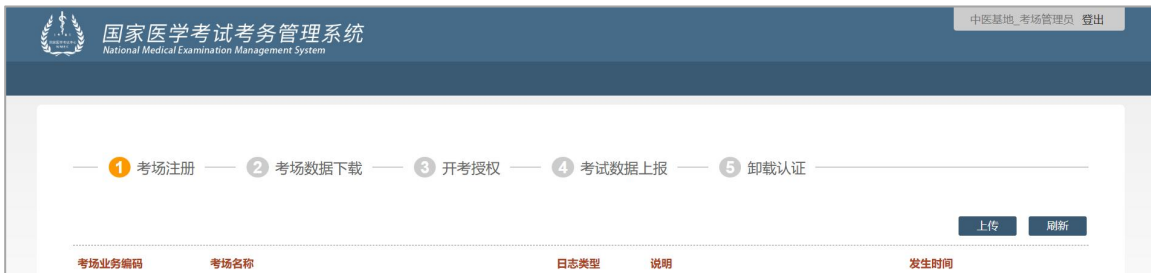 中医基地_考场管理员 登出
国家医学考试考务管理系统
National Medical Examination Management System
1 考场注册 2 考场数据下载 3 开考授权 4 考试数据上报 5 卸载认证
上传 刷新
考场业务编码 考场名称 日志类型 说明 发生时间